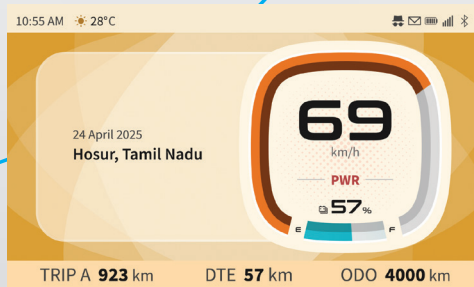 10:55 AM 28°C
24 April 2025
Hosur, Tamil Nadu
69
km/h
PWR
57%
E F
TRIP A 923 km DTE 57 km ODO 4000 km